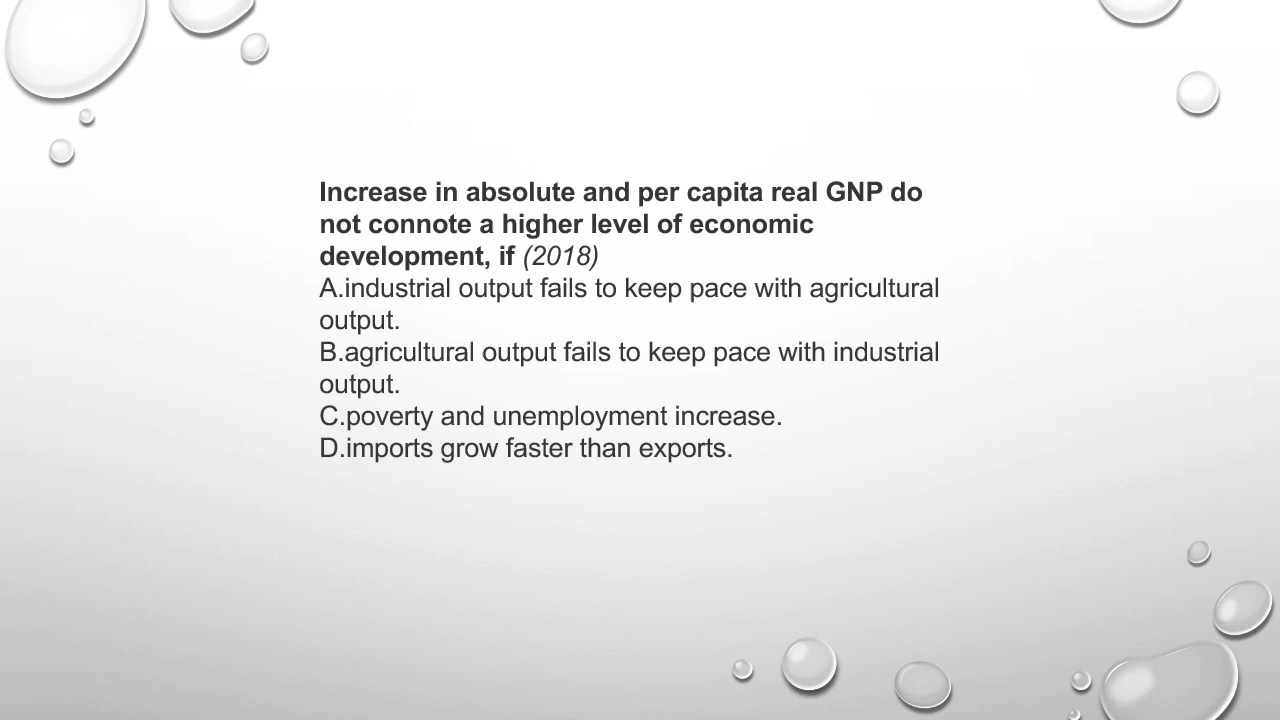 Increase in absolute and per capita real GNP do
not connote a higher level of economic
development, if (2018)
A.industrial output fails to keep pace with agricultural
output.
B.agricultural output fails to keep pace with industrial
output.
C.poverty and unemployment increase.
D.imports grow faster than exports.